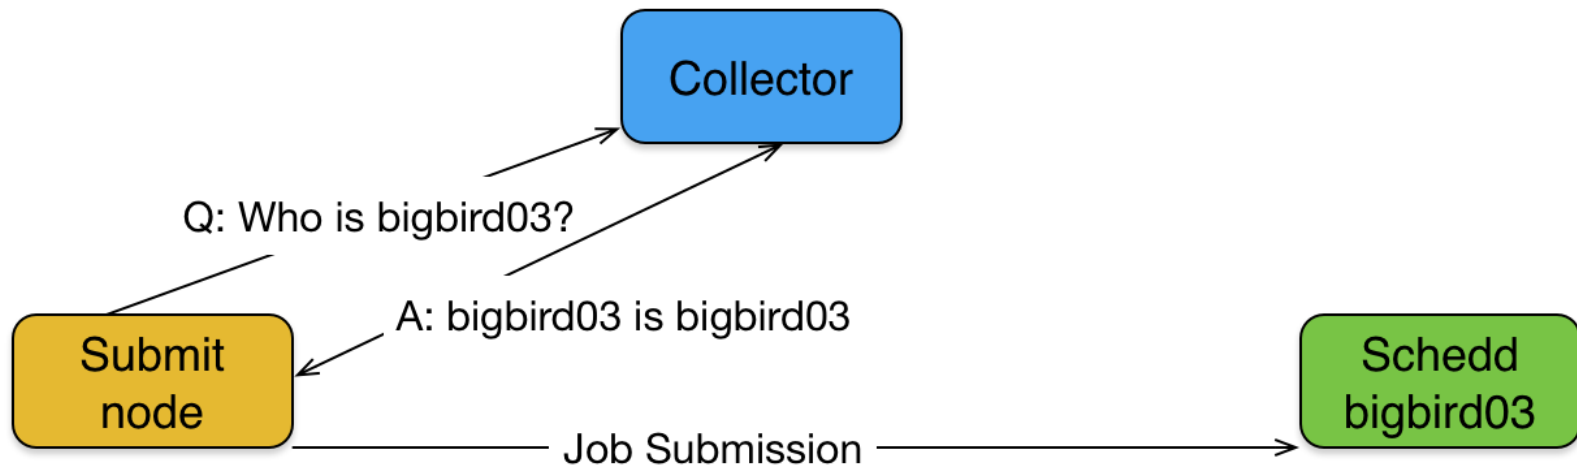 Collector
Q: Who is bigbird03?
A: bigbird03 is bigbird03
Submit
node
Schedd
bigbird03
Job Submission